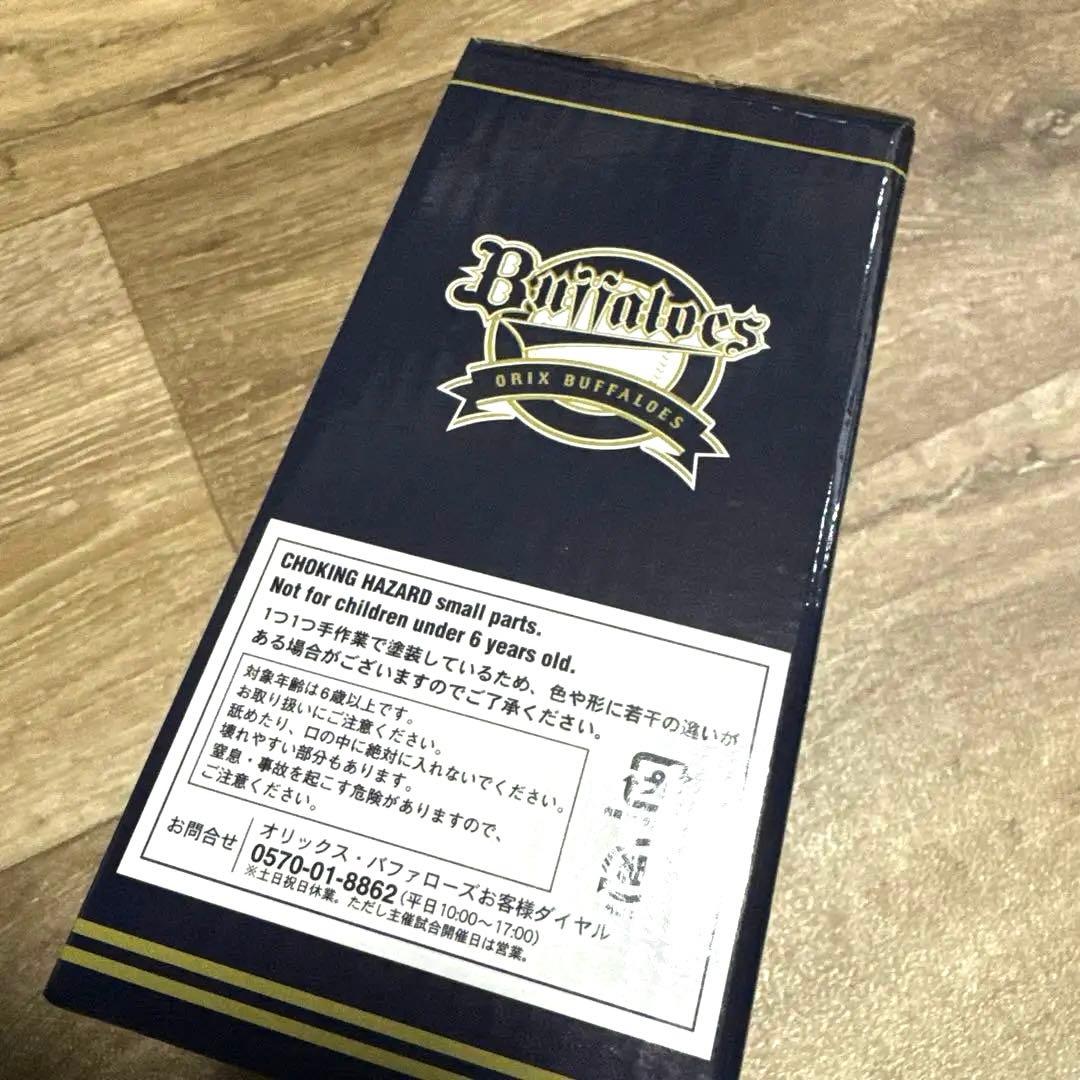 Buffaloes
ORIX BUFFALOES
CHOKING HAZARD small parts.
Not for children under 6 years old.
1つ1つ手作業で塗装しているため、色や形に若干の違いが
ある場合がございますのでご了承ください。
対象年齢は6歳以上です。
お取り扱いにご注意ください。
舐めたり、口の中に絶対に入れないでください。
壊れやすい部分もあります。
窒息・事故を起こす危険がありますので、
ご注意ください。
プラ
お問合せ
オリックス・バファローズお客様ダイヤル
0570-01-8862(平日10:00〜17:00)
※土日祝日休業。ただし主催試合開催日は営業。